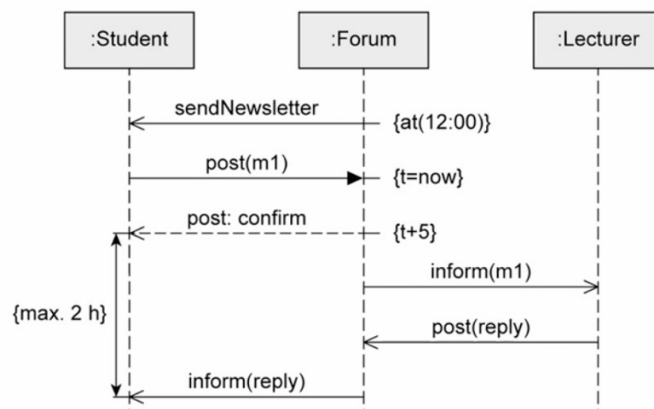 :Student
:Forum
:Lecturer
sendNewsletter
{at(12:00)}
post(m1)
{t=now}
post: confirm
{t+5}
inform(m1)
{max. 2 h}
post(reply)
inform(reply)